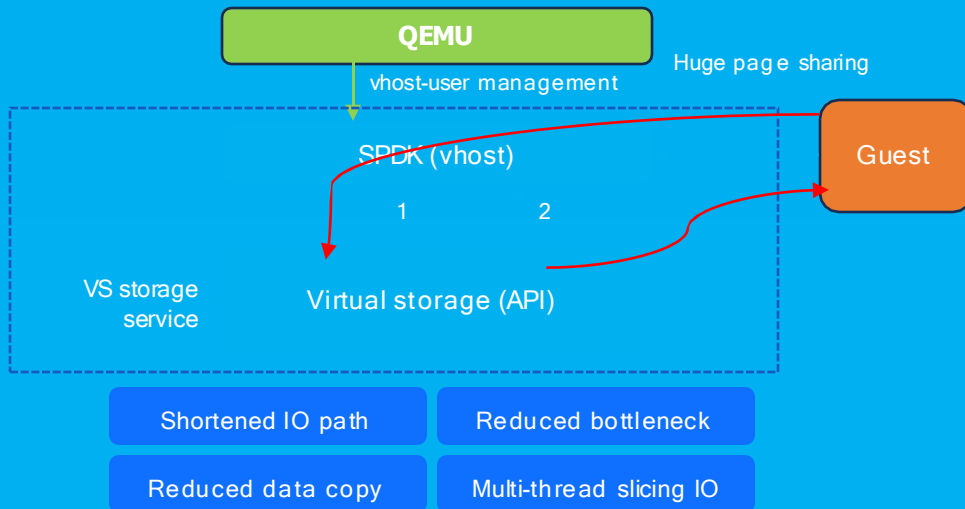 QEMU
vhost-user management
Huge page sharing
SPDK (vhost)
Guest
1 2
VS storage
service
Virtual storage (API)
Shortened IO path
Reduced bottleneck
Reduced data copy
Multi-thread slicing IO